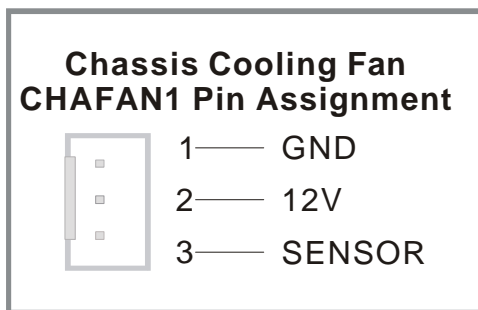 Chassis Cooling Fan
CHAFAN1 Pin Assignment
1 GND
2 12V
3 SENSOR